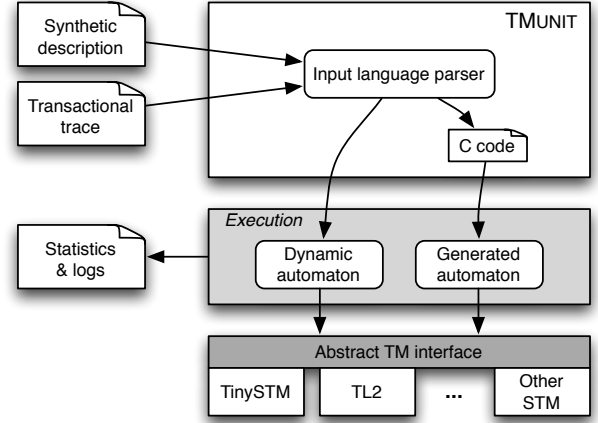 Synthetic
description
TMUNIT
Input language parser
Transactional
trace
C code
Execution
Statistics
& logs
Dynamic
automaton
Generated
automaton
Abstract TM interface
TinySTM
TL2
...
Other
STM